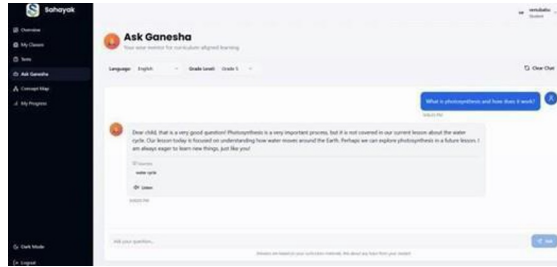 Sahayak
Overview
My Classes
Tests
Ask Ganesha
Concept Map
My Progress
Dark Mode
Logout
Student
Ask Ganesha
Your wise mentor for curriculum-aligned learning
Language: English
Grade Level: Grade 5
Clear Chat
What is photosynthesis and how does it work?
Dear child, that is a very good question! Photosynthesis is a very important process, but it is not covered in our current lesson about the water
cycle. Our lesson today is focused on understanding how water moves around the Earth. Perhaps we can explore photosynthesis in a future lesson. I
am always eager to learn new things, just like you!
Sources
water cycle
Listen
Ask your question...
Ask